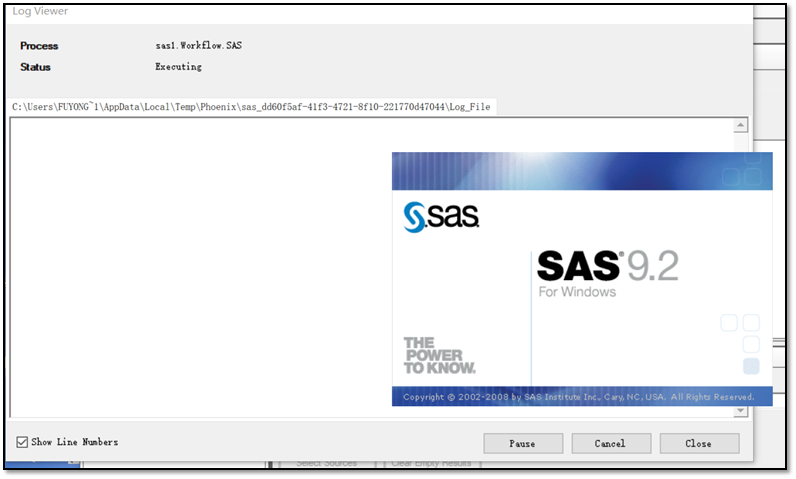 Log Viewer
Process sas1.Workflow.SAS
Status Executing
C:\Users\FUYONG~1\AppData\Local\Temp\Phoenix\sas_dd60f5af-41f3-4721-8f10-221770d47044\Log_File
sas
SAS® 9.2
For Windows
THE
POWER
TO KNOW.
Copyright © 2002-2008 by SAS Institute Inc., Cary, NC, USA. All Rights Reserved.
Show Line Numbers Pause Cancel Close
Select Sources Clear Empty Results